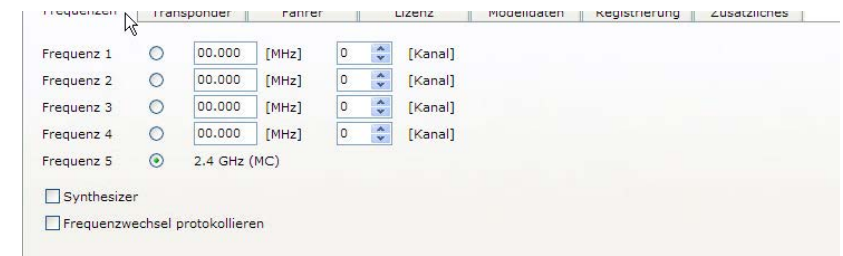 Frequenzen Transponder Fahrer Lizenz Modelldaten Registrierung Zusätzliches
Frequenz 1 00.000 [MHz] 0 [Kanal]
Frequenz 2 00.000 [MHz] 0 [Kanal]
Frequenz 3 00.000 [MHz] 0 [Kanal]
Frequenz 4 00.000 [MHz] 0 [Kanal]
Frequenz 5 2.4 GHz (MC)
Synthesizer
Frequenzwechsel protokollieren